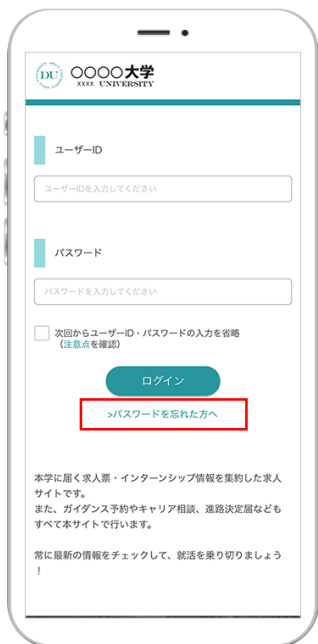 DU
〇〇〇〇大学
XXXX UNIVERSITY
ユーザーID
ユーザーIDを入力してください
パスワード
パスワードを入力してください
次回からユーザーID・パスワードの入力を省略
（注意点を確認）
ログイン
>パスワードを忘れた方へ
本学に届く求人票・インターンシップ情報を集約した求人
サイトです。
また、ガイダンス予約やキャリア相談、進路決定届なども
すべて本サイトで行います。
常に最新の情報をチェックして、就活を乗り切りましょう
！